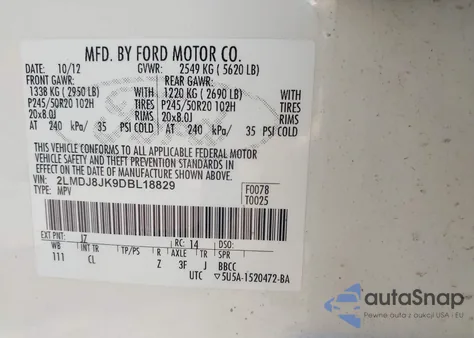 MFD. BY FORD MOTOR CO.
DATE: 10/12 GVWR: 2549 KG ( 5620 LB)
FRONT GAWR: REAR GAWR:
1338 KG ( 2950 LB) WITH 1220 KG ( 2690 LB) WITH
P245/50R20 102H TIRES P245/50R20 102H TIRES
20x8.0J RIMS 20x8.0J RIMS
AT 240 kPa/ 35 PSI COLD AT 240 kPa/ 35 PSI COLD
THIS VEHICLE CONFORMS TO ALL APPLICABLE FEDERAL MOTOR
VEHICLE SAFETY AND THEFT PREVENTION STANDARDS IN
EFFECT ON THE DATE OF MANUFACTURE SHOWN ABOVE.
VIN: 2LMDJ8JK9DBL18829 F0078
TYPE: MPV T0025
EXT PNT: JZ RC: 14 DSO:
WB INT TR TP/PS R AXLE TR SPR
111 CL Z 3F J BBCC
UTC ▽5U5A-1520472-BA
autoSnap
Pewne auto z USA i EU